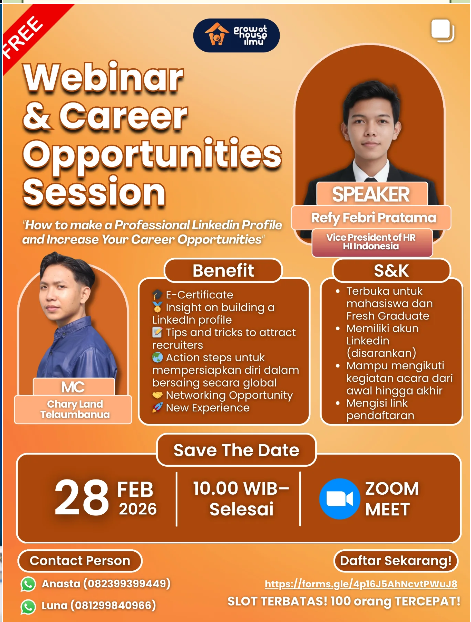 FREE
growat
house
ilmu
Webinar
& Career
Opportunities
Session
"How to make a Professional Linkedin Profile
and Increase Your Career Opportunities"
SPEAKER
Refy Febri Pratama
Vice President of HR
HI Indonesia
MC
Chary Land
Telaumbanua
Benefit
E-Certificate
Insight on building a
LinkedIn profile
Tips and tricks to attract
recruiters
Action steps untuk
mempersiapkan diri dalam
bersaing secara global
Networking Opportunity
New Experience
S&K
• Terbuka untuk
mahasiswa dan
Fresh Graduate
• Memiliki akun
Linkedin
(disarankan)
• Mampu mengikuti
kegiatan acara dari
awal hingga akhir
• Mengisi link
pendaftaran
Save The Date
28 FEB
2026
10.00 WIB–
Selesai
ZOOM
MEET
Contact Person
Anasta (082399399449)
Luna (081299840966)
Daftar Sekarang!
https://forms.gle/4p16J5AhNcvtPWuJ8
SLOT TERBATAS! 100 orang TERCEPAT!